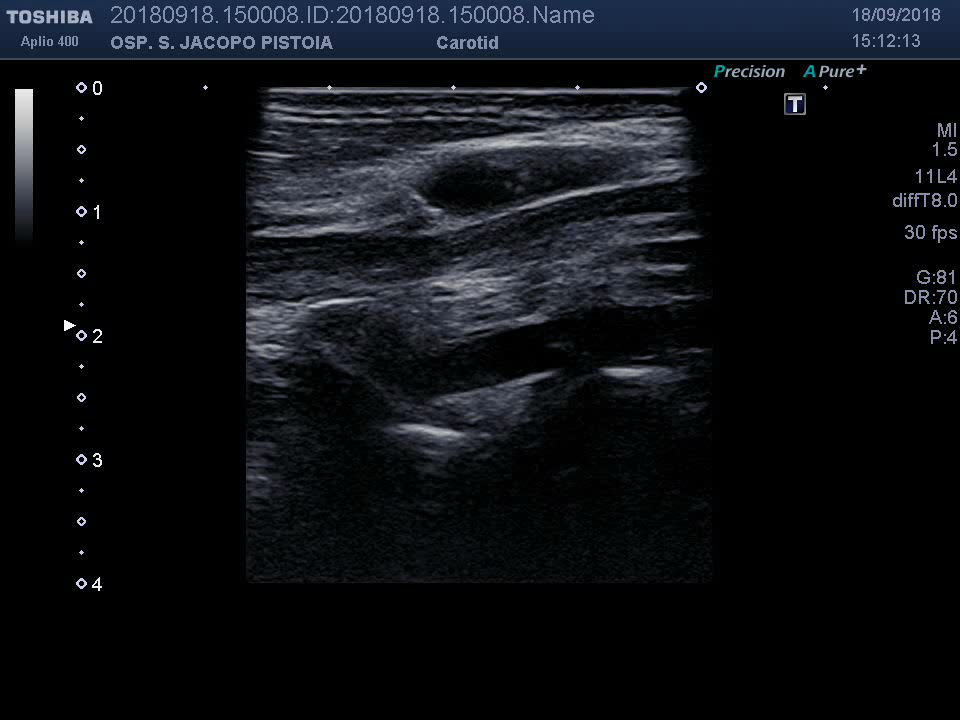 TOSHIBA 20180918.150008.ID:20180918.150008.Name 18/09/2018
Aplio 400 OSP. S. JACOPO PISTOIA Carotid 15:12:13
Precision A Pure+
T
0
1
2
3
4
MI
1.5
11L4
diffT8.0
30 fps
G:81
DR:70
A:6
P:4